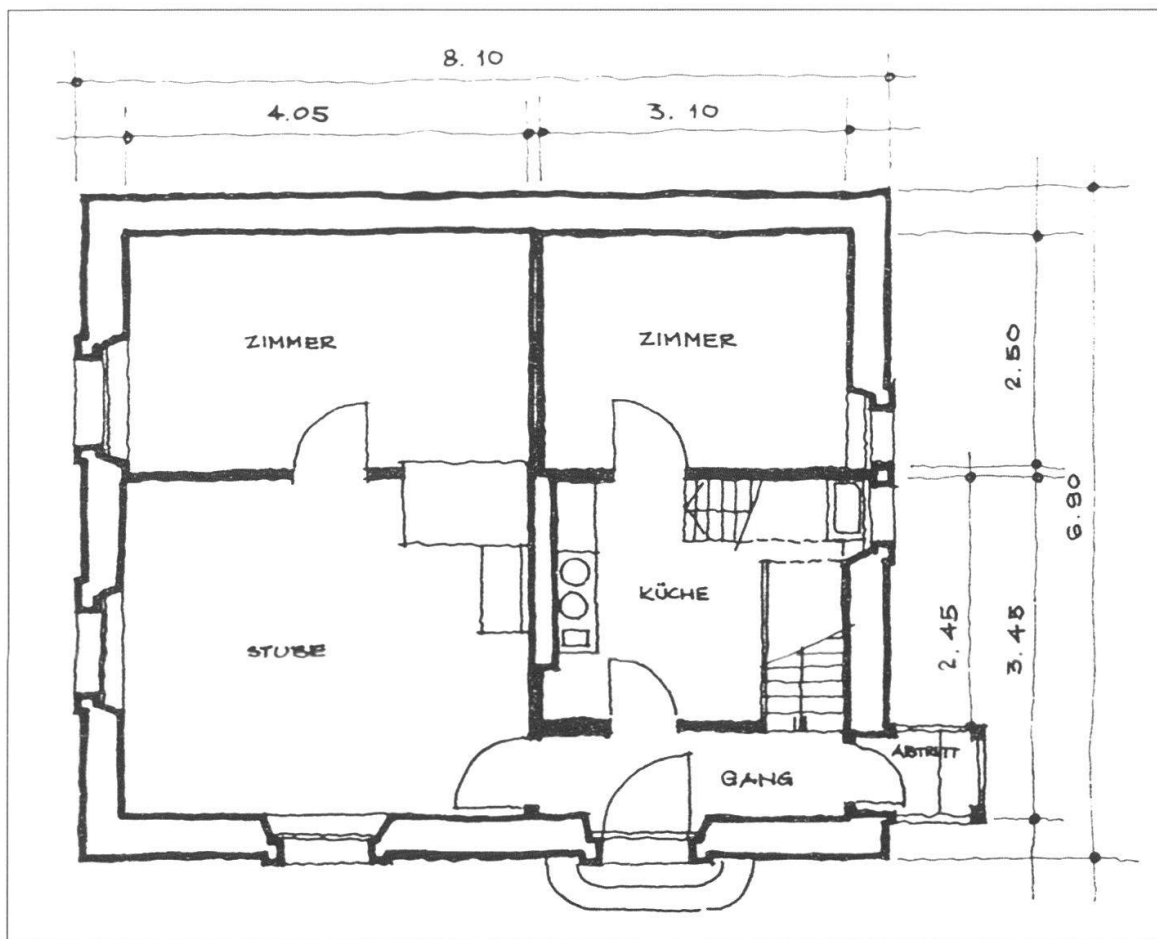 8.10
4.05
3.10
ZIMMER
ZIMMER
2.50
6.90
KÜCHE
2.45
3.45
STUBE
ABTRITT
GANG